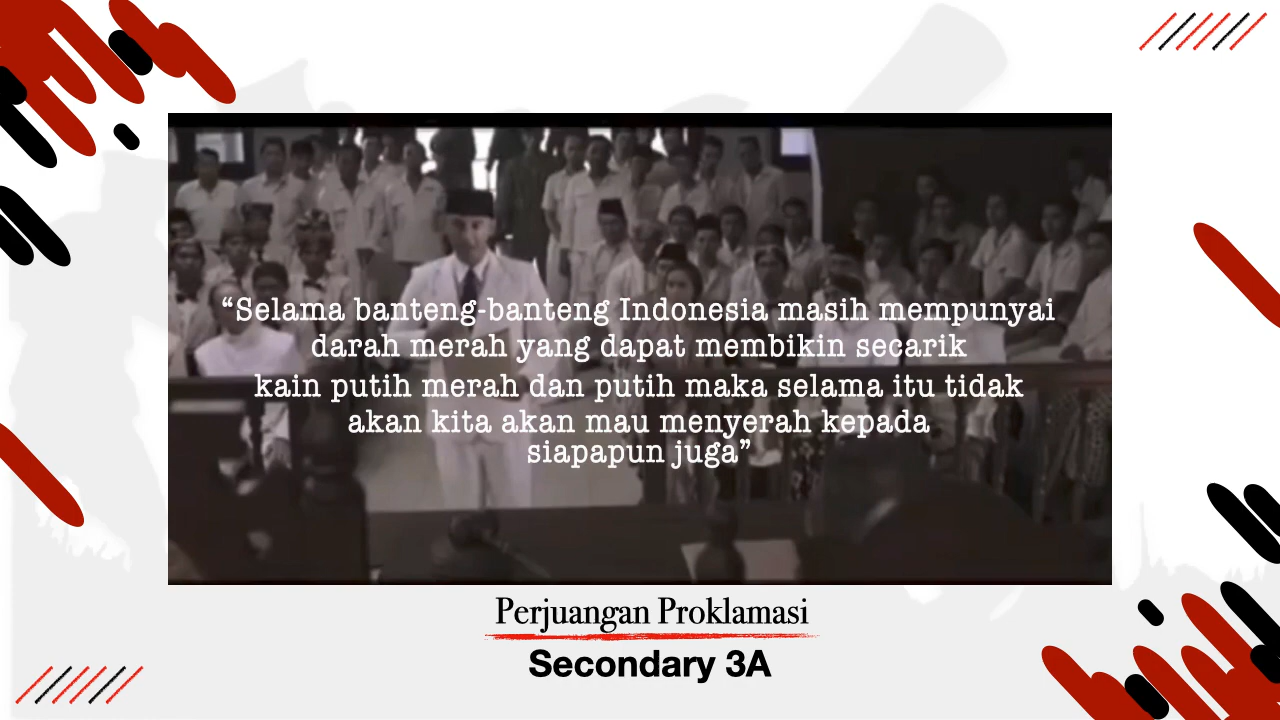 “Selama banteng-banteng Indonesia masih mempunyai
darah merah yang dapat membikin secarik
kain putih merah dan putih maka selama itu tidak
akan kita akan mau menyerah kepada
siapapun juga”
Perjuangan Proklamasi
Secondary 3A